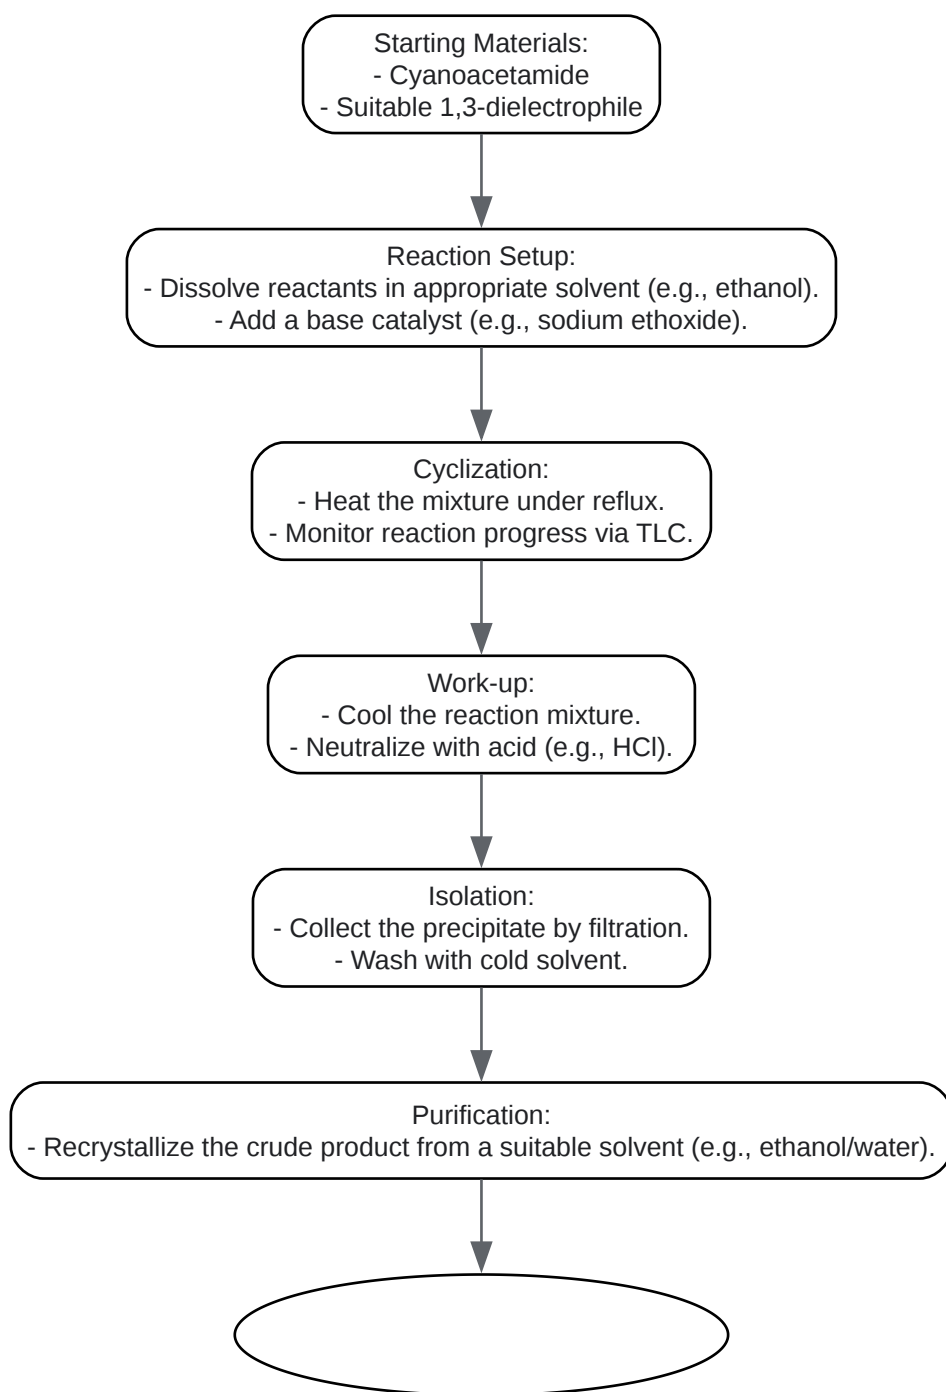 Starting Materials:
- Cyanoacetamide
- Suitable 1,3-dielectrophile
Reaction Setup:
- Dissolve reactants in appropriate solvent (e.g., ethanol).
- Add a base catalyst (e.g., sodium ethoxide).
Cyclization:
- Heat the mixture under reflux.
- Monitor reaction progress via TLC.
Work-up:
- Cool the reaction mixture.
- Neutralize with acid (e.g., HCl).
Isolation:
- Collect the precipitate by filtration.
- Wash with cold solvent.
Purification:
- Recrystallize the crude product from a suitable solvent (e.g., ethanol/water).